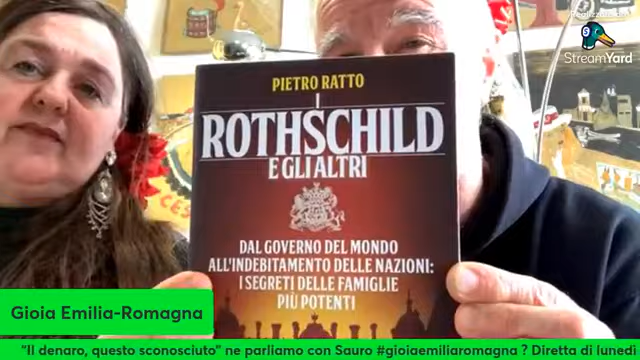 StreamYard
PIETRO RATTO
I
ROTHSCHILD
E GLI ALTRI
DAL GOVERNO DEL MONDO
ALL'INDEBITAMENTO DELLE NAZIONI:
I SEGRETI DELLE FAMIGLIE
PIÙ POTENTI
Gioia Emilia-Romagna
"Il denaro, questo sconosciuto" ne parliamo con Sauro #gioiaemiliaromagna ? Diretta di lunedì